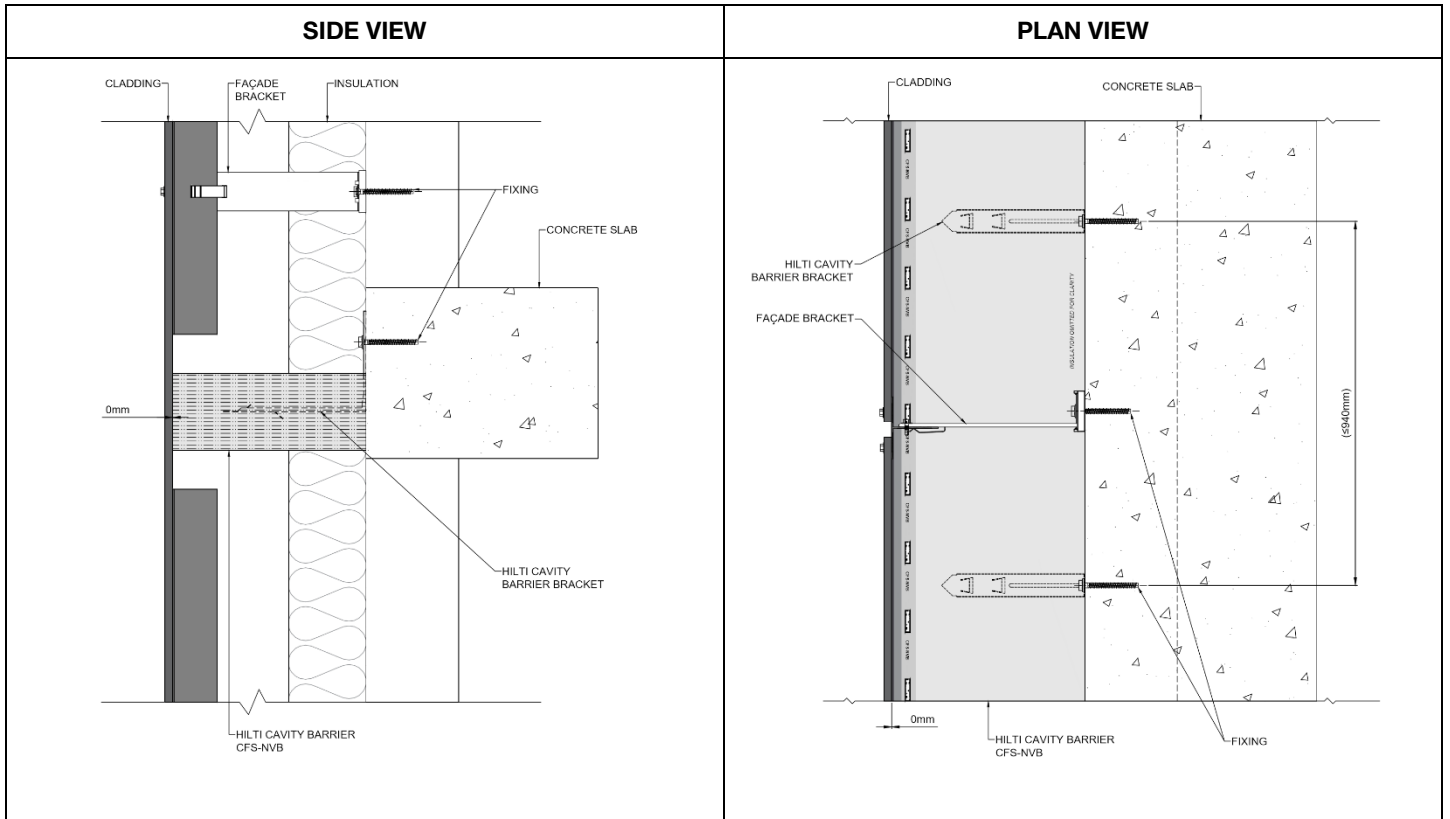 SIDE VIEW
CLADDING
FAÇADE
BRACKET
INSULATION
FIXING
CONCRETE SLAB
0mm
HILTI CAVITY
BARRIER BRACKET
HILTI CAVITY BARRIER
CFS-NVB
PLAN VIEW
CLADDING
CONCRETE SLAB
HILTI CAVITY
BARRIER BRACKET
INSULATION OMITTED FOR CLARITY
FAÇADE BRACKET
(≤940mm)
0mm
HILTI CAVITY BARRIER
CFS-NVB
FIXING